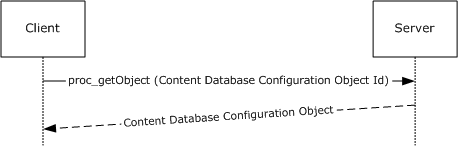 Client
Server
proc_getObject (Content Database Configuration Object Id)
Content Database Configuration Object